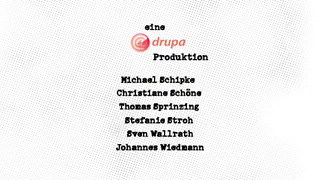 eine
drupa
Produktion
Michael Schipke
Christiane Schöne
Thomas Sprinzing
Stefanie Stroh
Sven Wallrath
Johannes Wiedmann